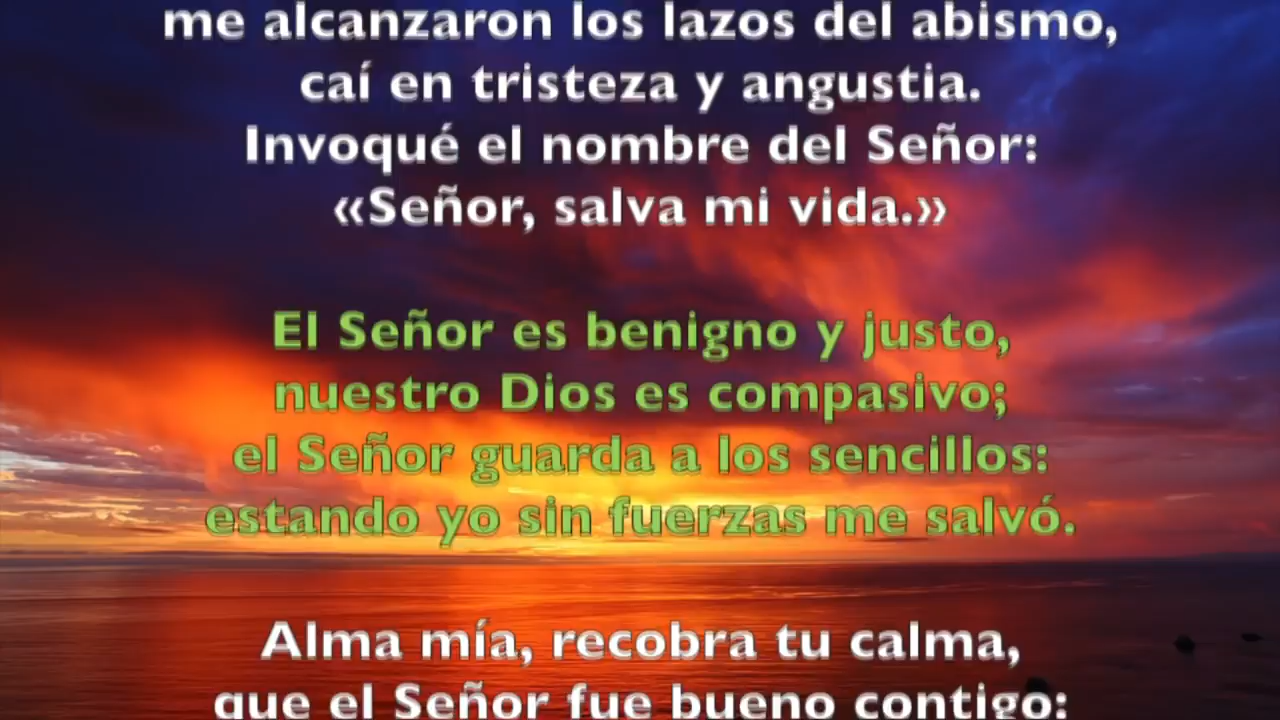 me alcanzaron los lazos del abismo,
caí en tristeza y angustia.
Invoqué el nombre del Señor:
«Señor, salva mi vida.»
El Señor es benigno y justo,
nuestro Dios es compasivo;
el Señor guarda a los sencillos:
estando yo sin fuerzas me salvó.
Alma mía, recobra tu calma,
que el Señor fue bueno contigo: